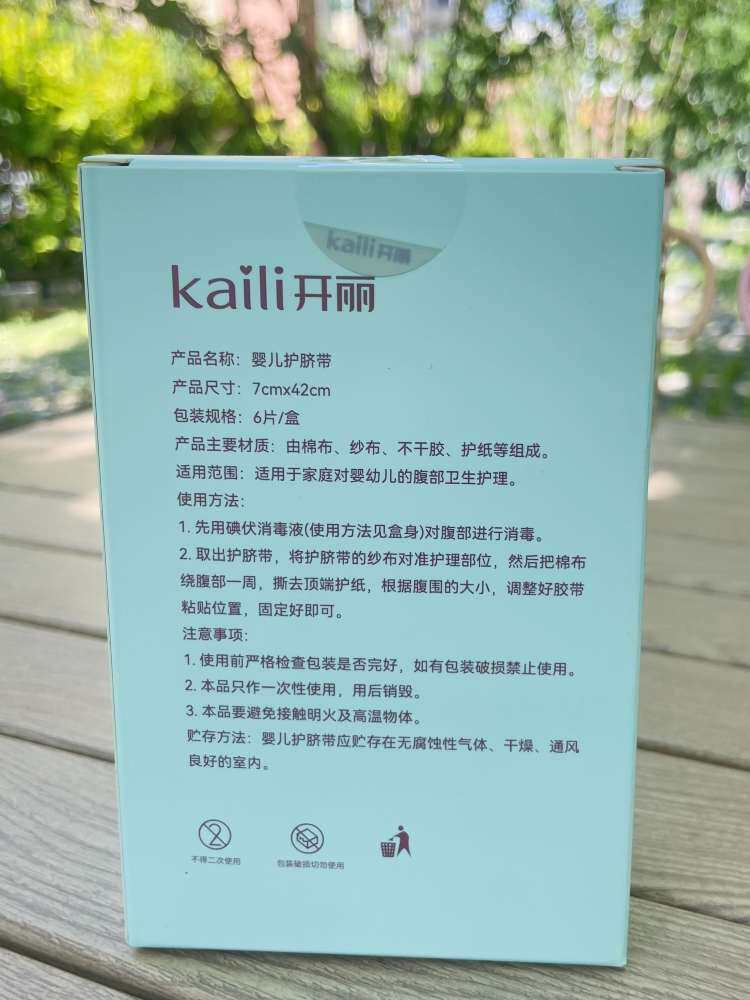 kaili开丽
kaili开丽
产品名称：婴儿护脐带
产品尺寸：7cmx42cm
包装规格：6片/盒
产品主要材质：由棉布、纱布、不干胶、护纸等组成。
适用范围：适用于家庭对婴幼儿的腹部卫生护理。
使用方法：
1. 先用碘伏消毒液(使用方法见盒身)对腹部进行消毒。
2. 取出护脐带，将护脐带的纱布对准护理部位，然后把棉布
绕腹部一周，撕去顶端护纸，根据腹围的大小，调整好胶带
粘贴位置，固定好即可。
注意事项：
1. 使用前严格检查包装是否完好，如有包装破损禁止使用。
2. 本品只作一次性使用，用后销毁。
3. 本品要避免接触明火及高温物体。
贮存方法：婴儿护脐带应贮存在无腐蚀性气体、干燥、通风
良好的室内。
2
不得二次使用
包装破损切勿使用